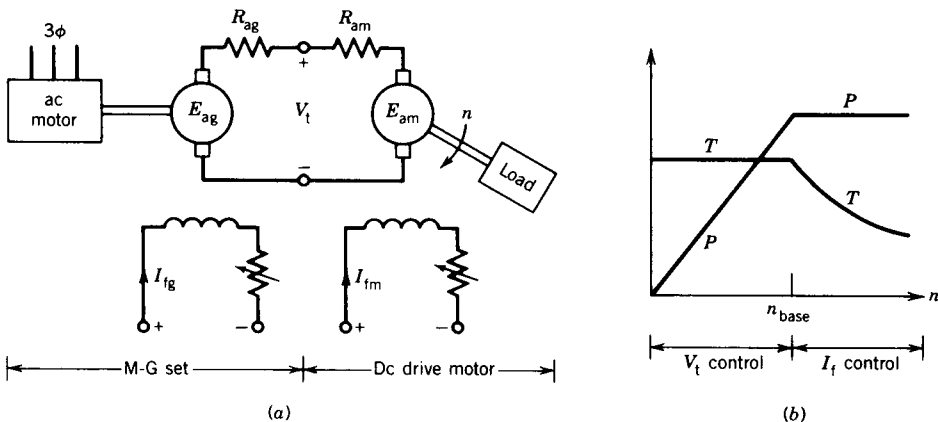 3ϕ
ac
motor
R_ag
R_am
+
E_ag
V_t
E_am
n
−
Load
I_fg
+
−
I_fm
+
−
M-G set
Dc drive motor
(a)
P
T
T
P
n
n_base
V_t control
I_f control
(b)